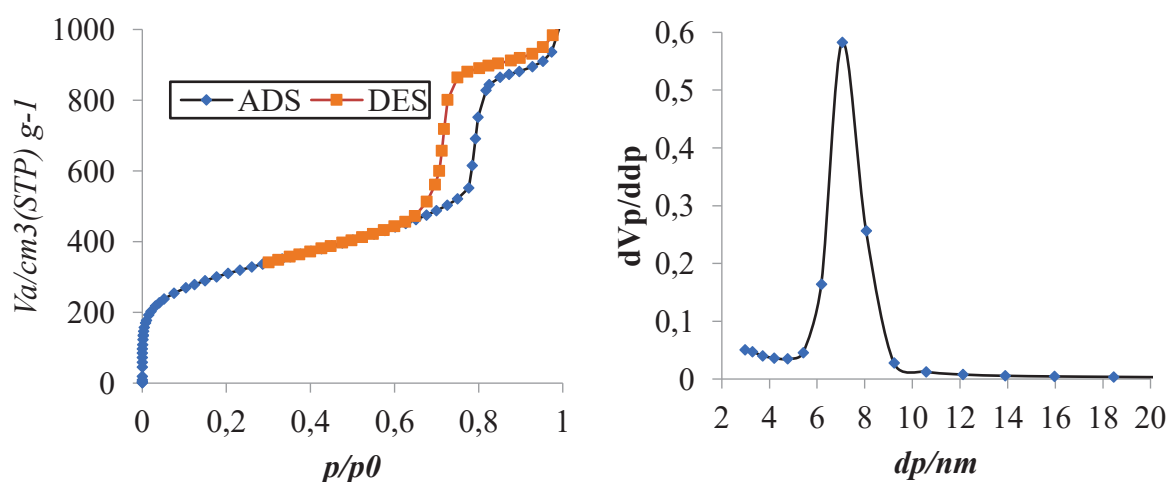 1000
800
600
400
200
0
Va/cm3(STP) g-1
ADS DES
0 0,2 0,4 0,6 0,8 1
p/p0
0,6
0,5
0,4
0,3
0,2
0,1
0
dVp/ddp
2 4 6 8 10 12 14 16 18 20
dp/nm